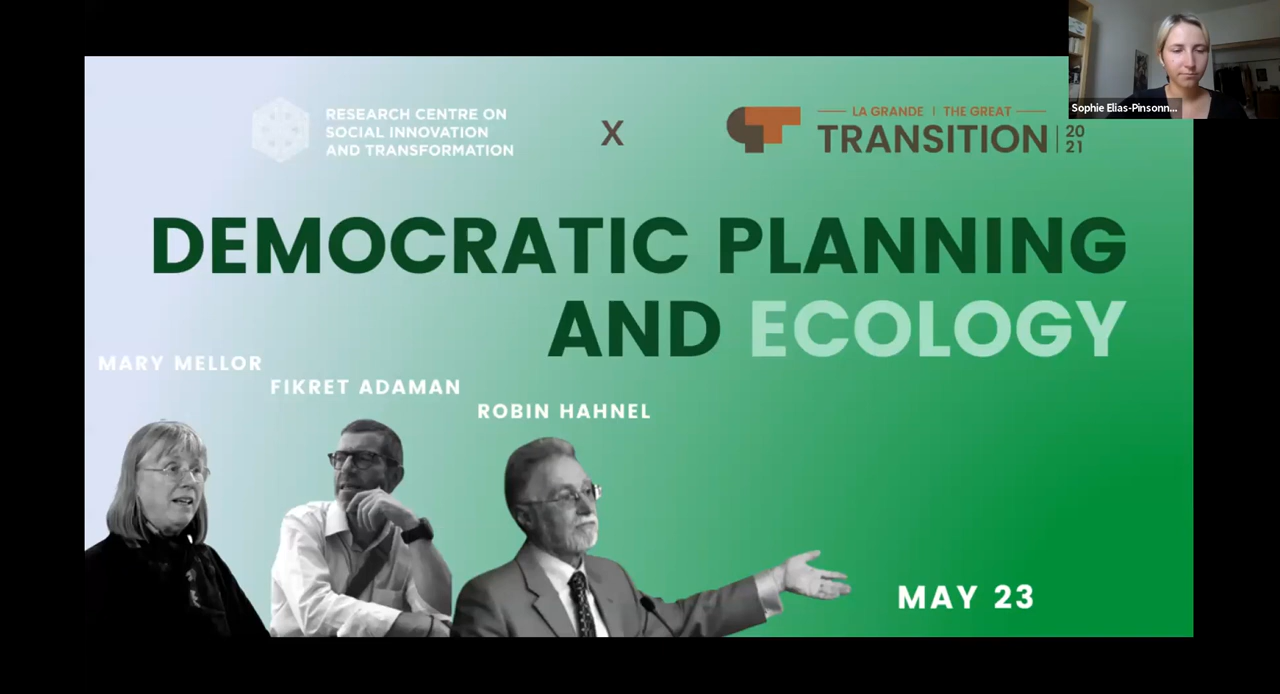 Sophie Elias-Pinsonn...
RESEARCH CENTRE ON
SOCIAL INNOVATION
AND TRANSFORMATION
X
LA GRANDE | THE GREAT
TRANSITION
20
21
DEMOCRATIC PLANNING
AND ECOLOGY
MARY MELLOR
FIKRET ADAMAN
ROBIN HAHNEL
MAY 23